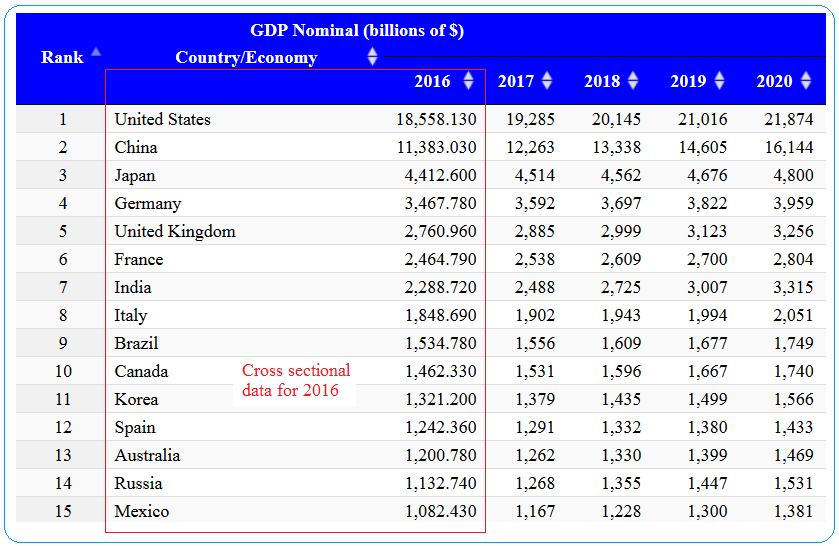 GDP Nominal (billions of $)
Rank Country/Economy
2016 2017 2018 2019 2020
1 United States 18,558.130 19,285 20,145 21,016 21,874
2 China 11,383.030 12,263 13,338 14,605 16,144
3 Japan 4,412.600 4,514 4,562 4,676 4,800
4 Germany 3,467.780 3,592 3,697 3,822 3,959
5 United Kingdom 2,760.960 2,885 2,999 3,123 3,256
6 France 2,464.790 2,538 2,609 2,700 2,804
7 India 2,288.720 2,488 2,725 3,007 3,315
8 Italy 1,848.690 1,902 1,943 1,994 2,051
9 Brazil 1,534.780 1,556 1,609 1,677 1,749
10 Canada 1,462.330 1,531 1,596 1,667 1,740
Cross sectional
data for 2016
11 Korea 1,321.200 1,379 1,435 1,499 1,566
12 Spain 1,242.360 1,291 1,332 1,380 1,433
13 Australia 1,200.780 1,262 1,330 1,399 1,469
14 Russia 1,132.740 1,268 1,355 1,447 1,531
15 Mexico 1,082.430 1,167 1,228 1,300 1,381